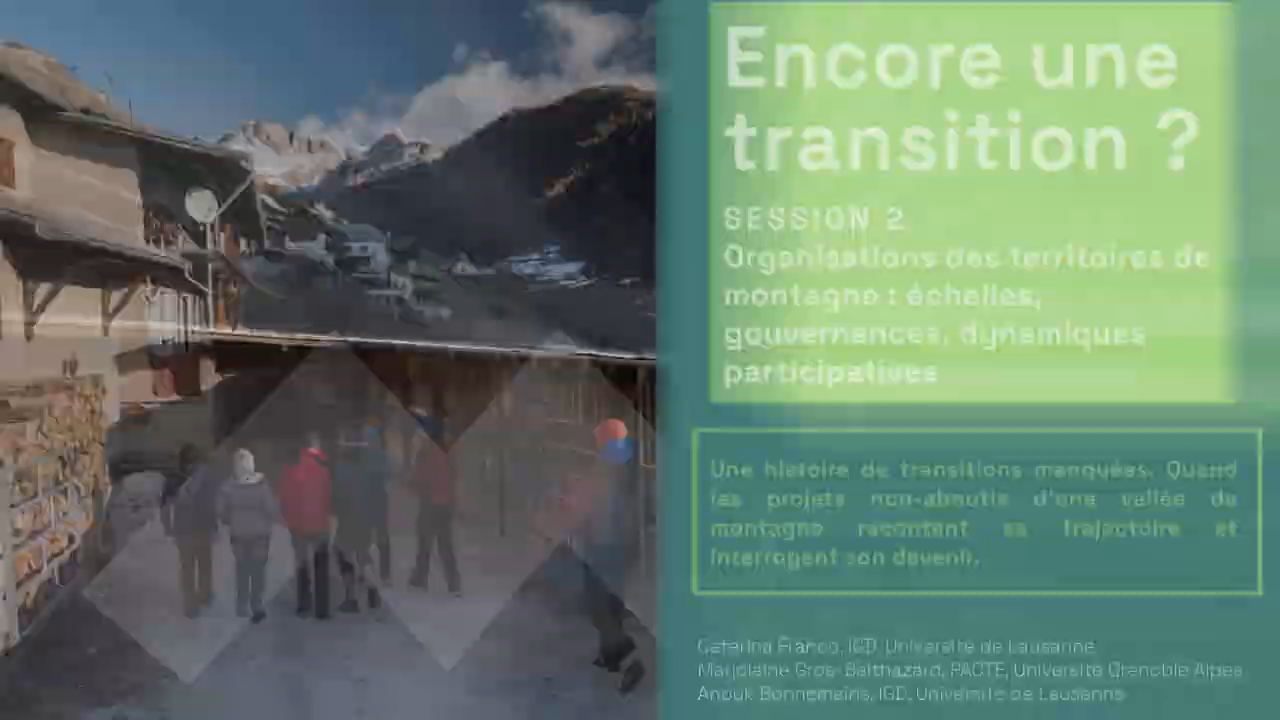 Encore une
transition ?
SESSION 2
Organisations des territoires de
montagne : échelles,
gouvernances, dynamiques
participatives
Une histoire de transitions manquées. Quand
les projets non-aboutis d'une vallée de
montagne racontent sa trajectoire et
interrogent son devenir.
Caterina Franco, IGD, Université de Lausanne
Marjolaine Gros-Balthazard, PACTE, Université Grenoble Alpes
Anouk Bonnemains, IGD, Université de Lausanne